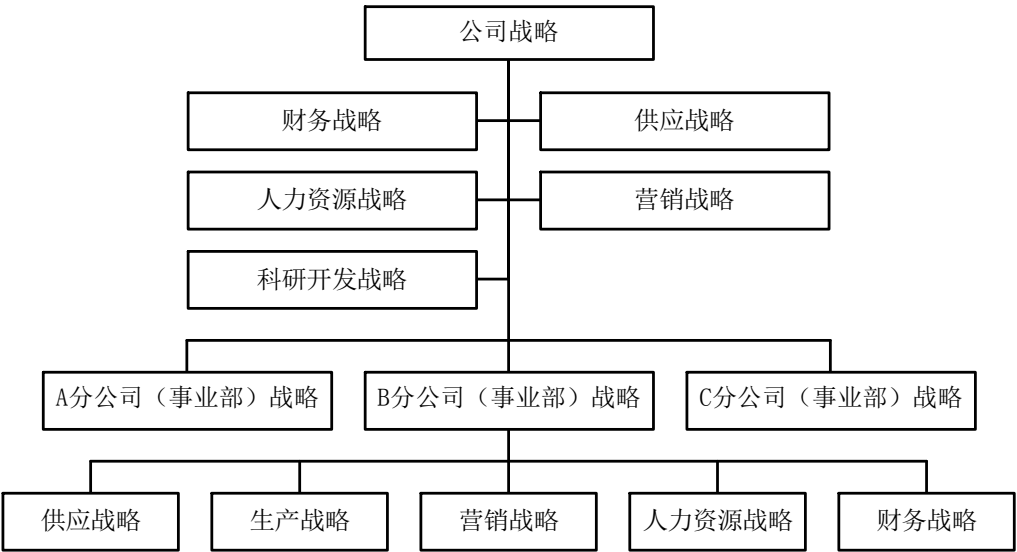 公司战略
财务战略
供应战略
人力资源战略
营销战略
科研开发战略
A分公司（事业部）战略
B分公司（事业部）战略
C分公司（事业部）战略
供应战略
生产战略
营销战略
人力资源战略
财务战略